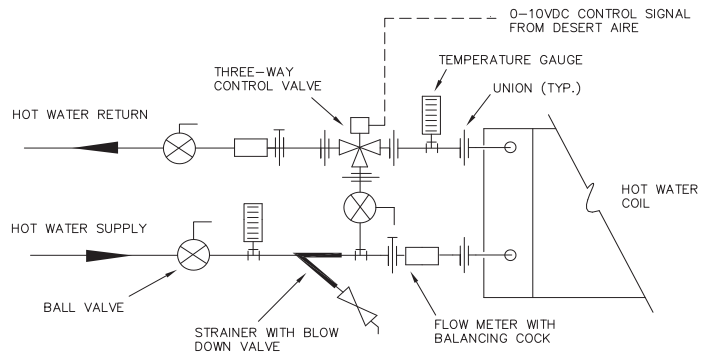 0-10VDC CONTROL SIGNAL
FROM DESERT AIRE
TEMPERATURE GAUGE
THREE-WAY
CONTROL VALVE
UNION (TYP.)
HOT WATER RETURN
HOT WATER
COIL
HOT WATER SUPPLY
BALL VALVE
STRAINER WITH BLOW
DOWN VALVE
FLOW METER WITH
BALANCING COCK